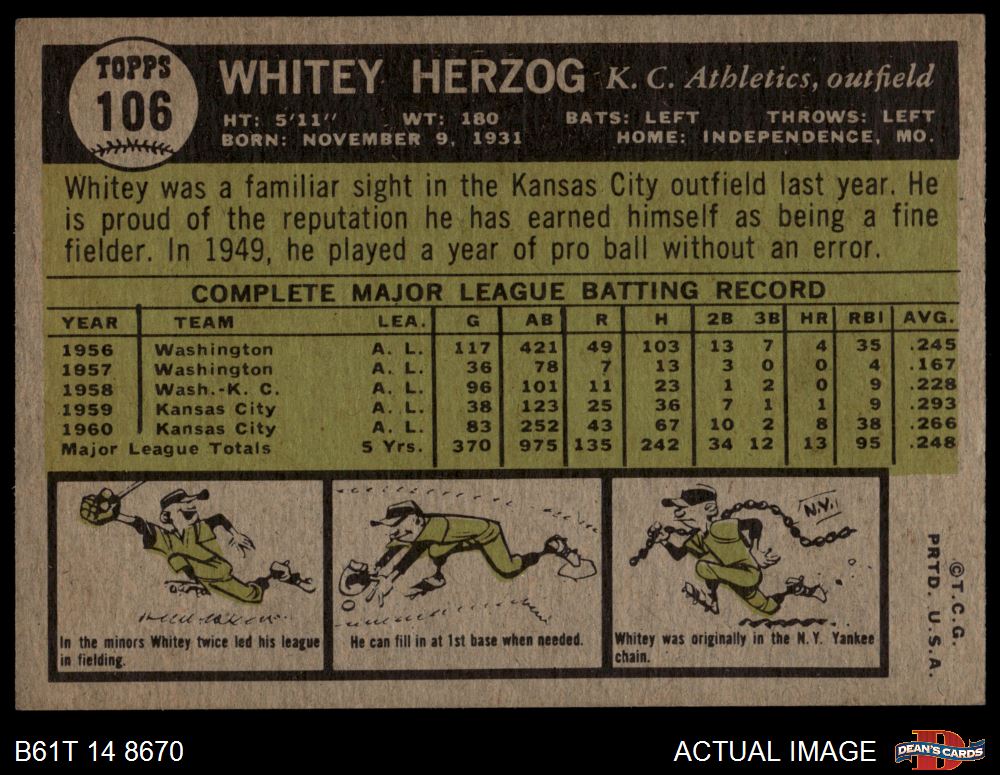 TOPPS
106
WHITEY HERZOG K. C. Athletics, outfield
HT: 5'11" WT: 180 BATS: LEFT THROWS: LEFT
BORN: NOVEMBER 9, 1931 HOME: INDEPENDENCE, MO.
Whitey was a familiar sight in the Kansas City outfield last year. He
is proud of the reputation he has earned himself as being a fine
fielder. In 1949, he played a year of pro ball without an error.
COMPLETE MAJOR LEAGUE BATTING RECORD
YEAR TEAM LEA. G AB R H 2B 3B HR RBI AVG.
1956 Washington A. L. 117 421 49 103 13 7 4 35 .245
1957 Washington A. L. 36 78 7 13 3 0 0 4 .167
1958 Wash.-K. C. A. L. 96 101 11 23 1 2 0 9 .228
1959 Kansas City A. L. 38 123 25 36 7 1 1 9 .293
1960 Kansas City A. L. 83 252 43 67 10 2 8 38 .266
Major League Totals 5 Yrs. 370 975 135 242 34 12 13 95 .248
In the minors Whitey twice led his league
in fielding.
He can fill in at 1st base when needed.
N.Y.
Whitey was originally in the N.Y. Yankee
chain.
©T.C.G.
PRTD. U.S.A.
B61T 14 8670
ACTUAL IMAGE
D
DEAN'S CARDS